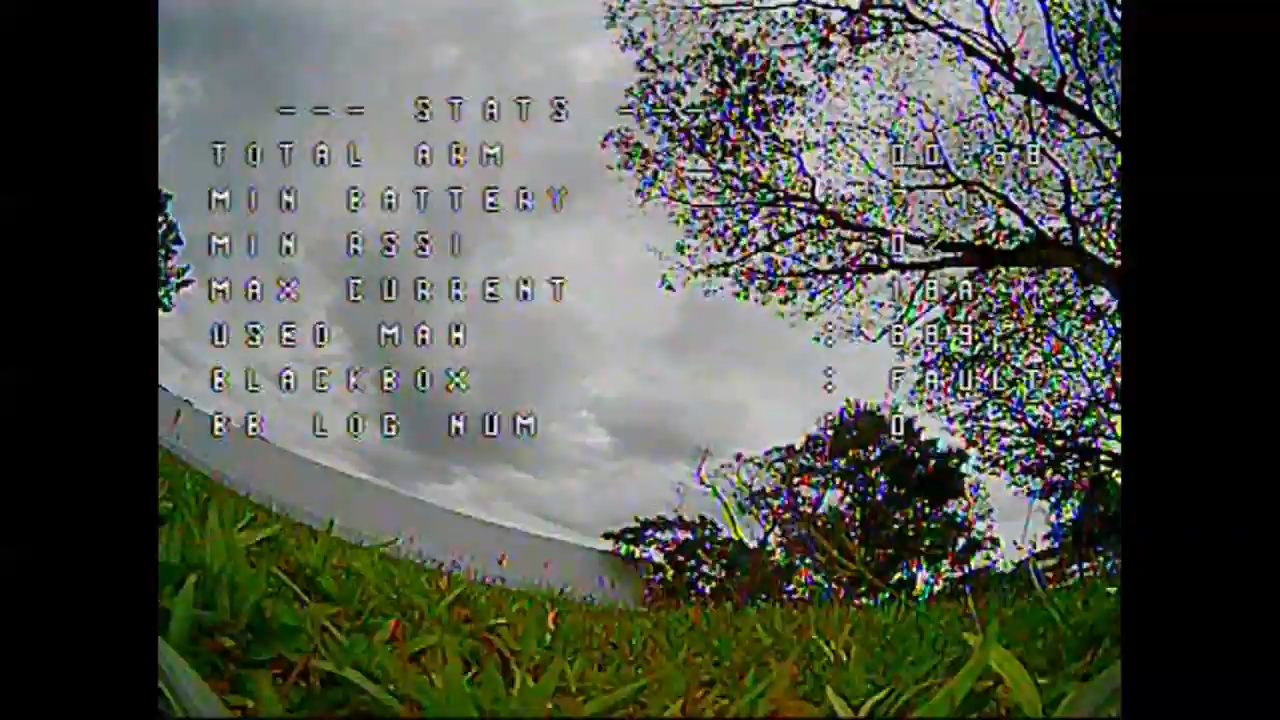 --- STATS ---
TOTAL ARM : 00:58
MIN BATTERY :
MIN RSSI : 0%
MAX CURRENT : 18A
USED MAH : 689
BLACKBOX : FAULT
BB LOG NUM : 0